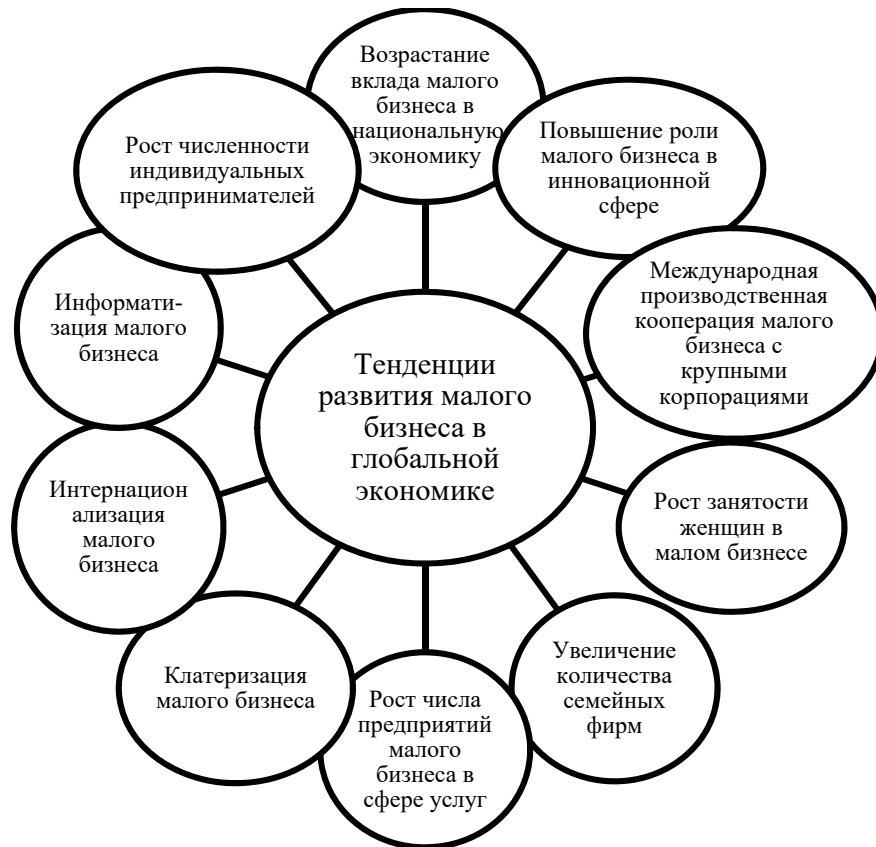 Возрастание
вклада малого
бизнеса в
национальную
экономику
Повышение роли
малого бизнеса в
инновационной
сфере
Международная
производственная
кооперация малого
бизнеса с
крупными
корпорациями
Рост занятости
женщин в
малом бизнесе
Увеличение
количества
семейных
фирм
Рост числа
предприятий
малого
бизнеса в
сфере услуг
Клатеризация
малого бизнеса
Интернацион
ализация
малого
бизнеса
Информати-
зация малого
бизнеса
Рост численности
индивидуальных
предпринимателей
Тенденции
развития малого
бизнеса в
глобальной
экономике